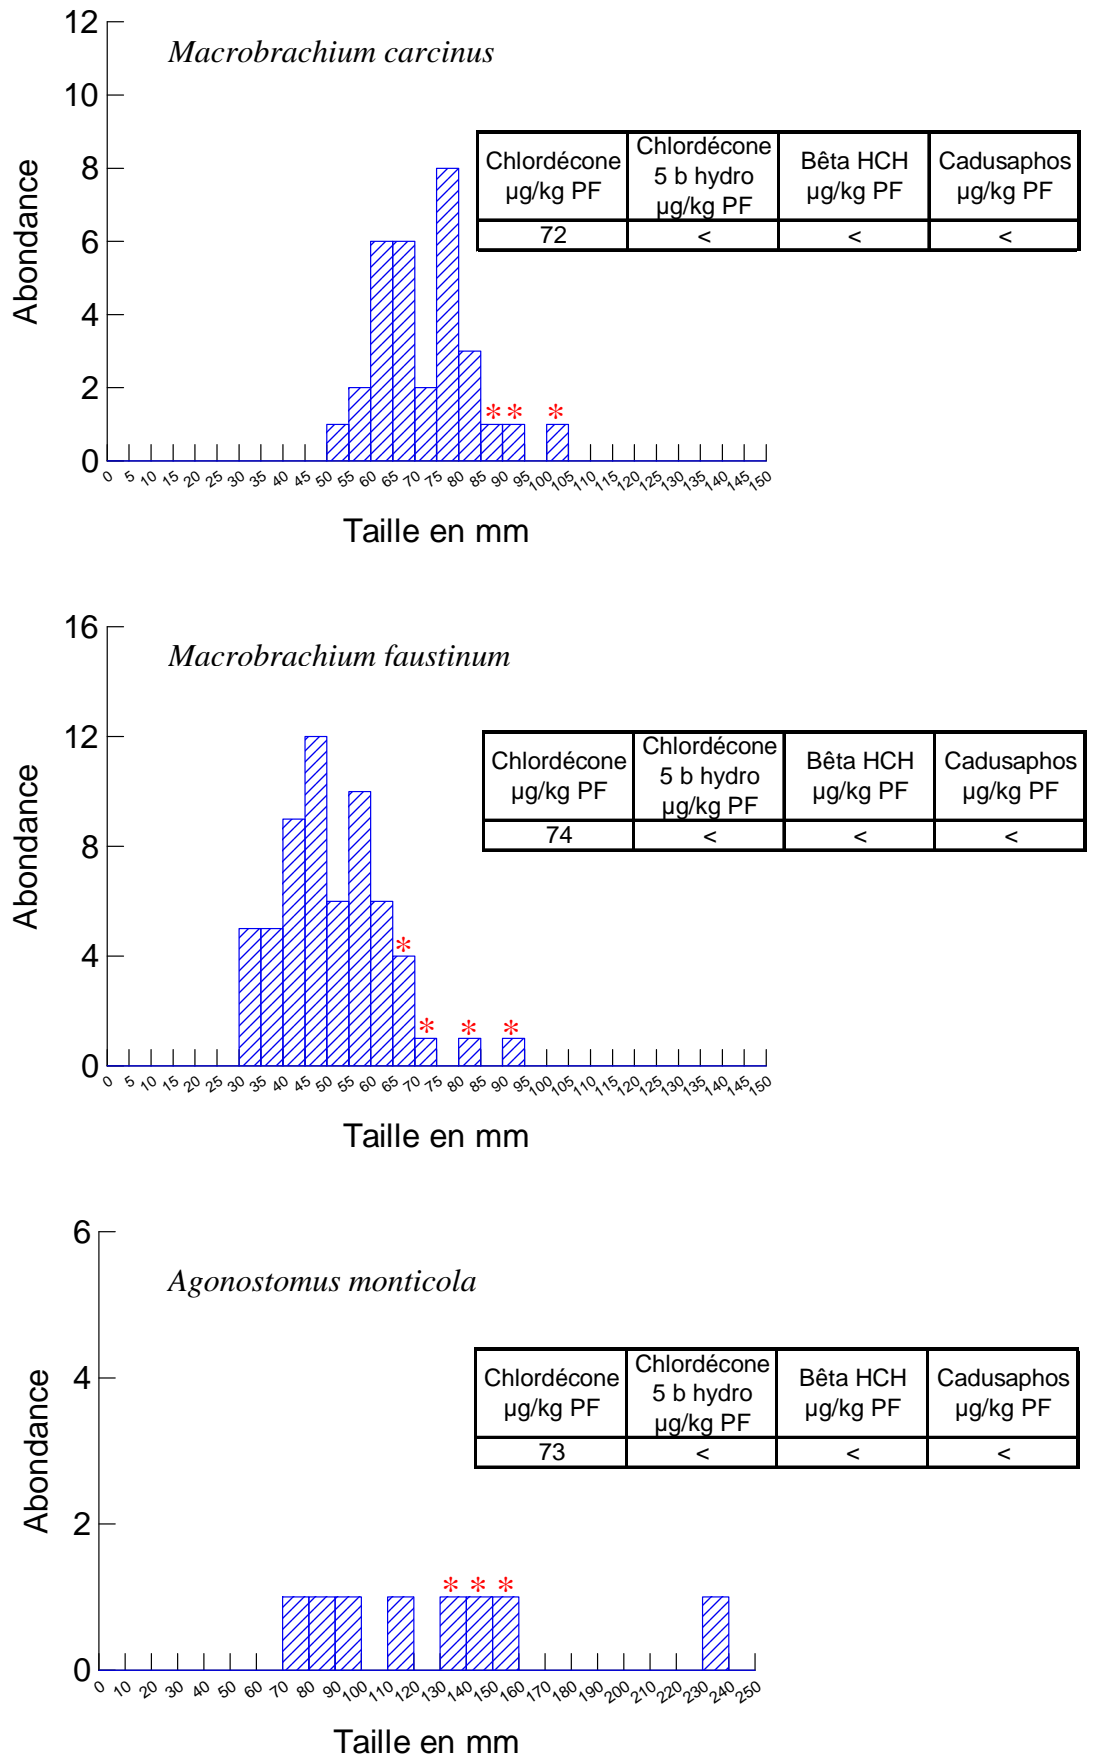 12
Macrobrachium carcinus
10
8
6
4
2
0
Abondance
Chlordécone µg/kg PF
Chlordécone 5 b hydro µg/kg PF
Bêta HCH µg/kg PF
Cadusaphos µg/kg PF
72 < < <
* * *
0 5 10 15 20 25 30 35 40 45 50 55 60 65 70 75 80 85 90 95 100 105 110 115 120 125 130 135 140 145 150
Taille en mm
16
Macrobrachium faustinum
12
8
4
0
Abondance
Chlordécone µg/kg PF
Chlordécone 5 b hydro µg/kg PF
Bêta HCH µg/kg PF
Cadusaphos µg/kg PF
74 < < <
* * * *
0 5 10 15 20 25 30 35 40 45 50 55 60 65 70 75 80 85 90 95 100 105 110 115 120 125 130 135 140 145 150
Taille en mm
6
Agonostomus monticola
4
2
0
Abondance
Chlordécone µg/kg PF
Chlordécone 5 b hydro µg/kg PF
Bêta HCH µg/kg PF
Cadusaphos µg/kg PF
73 < < <
* * *
0 10 20 30 40 50 60 70 80 90 100 110 120 130 140 150 160 170 180 190 200 210 220 230 240 250
Taille en mm